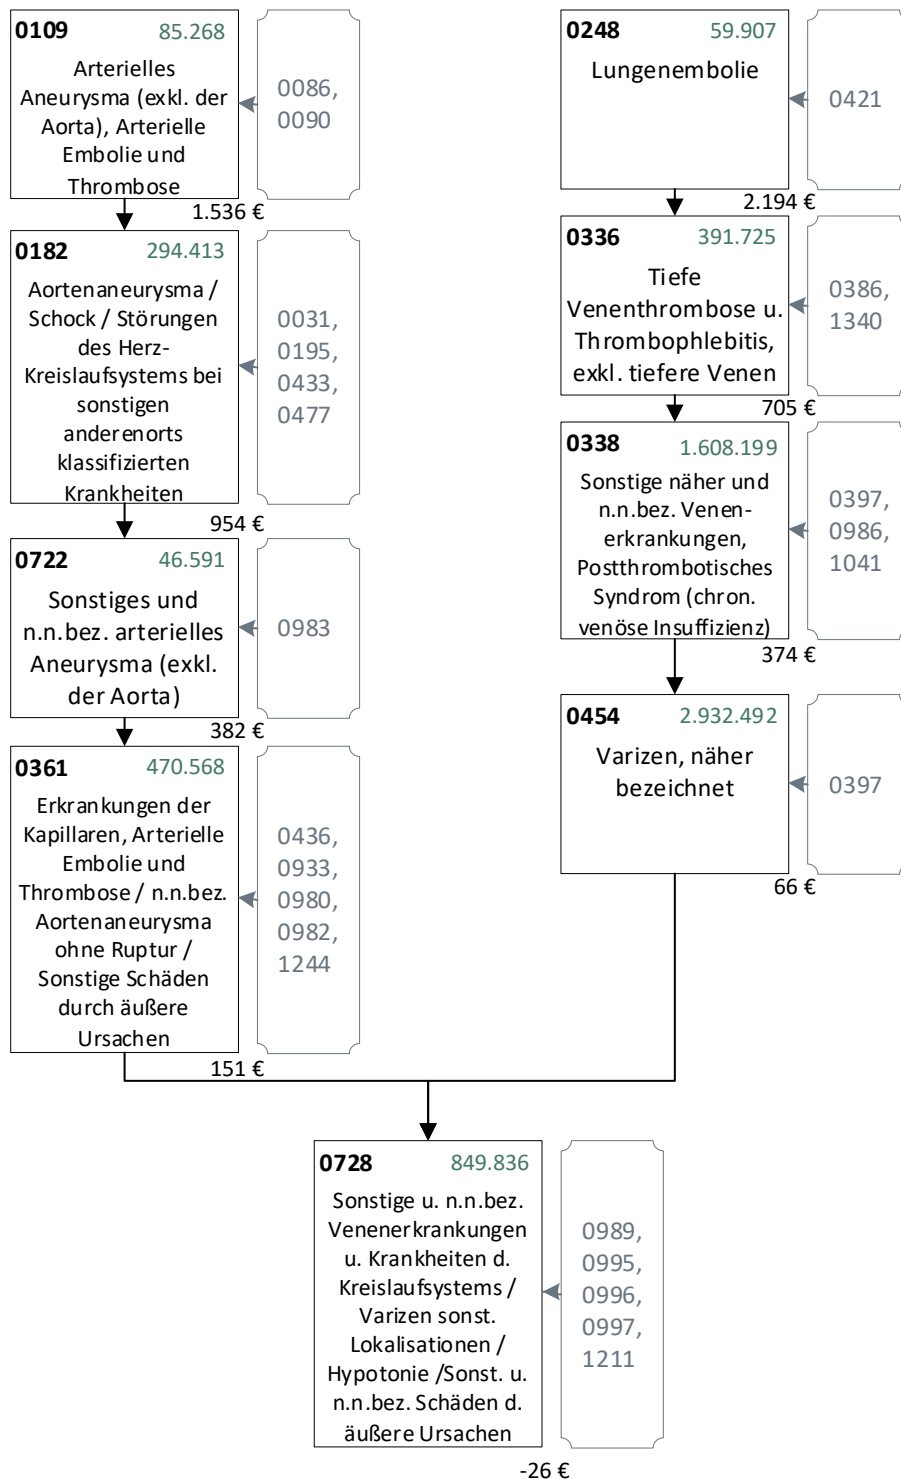 0109 85.268
Arterielles
Aneurysma (exkl. der
Aorta), Arterielle
Embolie und
Thrombose
0086,
0090
1.536 €
0182 294.413
Aortenaneurysma /
Schock / Störungen
des Herz-
Kreislaufsystems bei
sonstigen
anderenorts
klassifizierten
Krankheiten
0031,
0195,
0433,
0477
954 €
0722 46.591
Sonstiges und
n.n.bez. arterielles
Aneurysma (exkl.
der Aorta)
0983
382 €
0361 470.568
Erkrankungen der
Kapillaren, Arterielle
Embolie und
Thrombose / n.n.bez.
Aortenaneurysma
ohne Ruptur /
Sonstige Schäden
durch äußere
Ursachen
0436,
0933,
0980,
0982,
1244
151 €
0248 59.907
Lungenembolie
0421
2.194 €
0336 391.725
Tiefe
Venenthrombose u.
Thrombophlebitis,
exkl. tiefere Venen
0386,
1340
705 €
0338 1.608.199
Sonstige näher und
n.n.bez. Venen-
erkrankungen,
Postthrombotisches
Syndrom (chron.
venöse Insuffizienz)
0397,
0986,
1041
374 €
0454 2.932.492
Varizen, näher
bezeichnet
0397
66 €
0728 849.836
Sonstige u. n.n.bez.
Venenerkrankungen
u. Krankheiten d.
Kreislaufsystems /
Varizen sonst.
Lokalisationen /
Hypotonie /Sonst. u.
n.n.bez. Schäden d.
äußere Ursachen
0989,
0995,
0996,
0997,
1211
-26 €